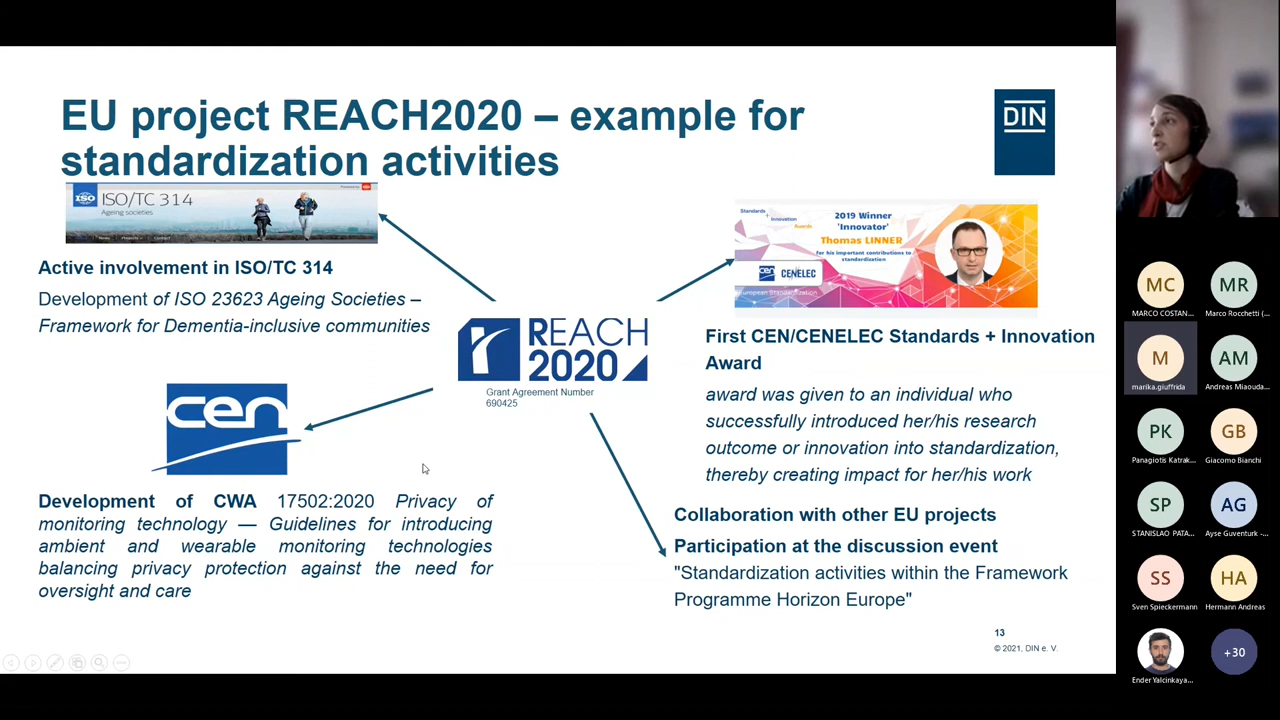 EU project REACH2020 – example for
standardization activities
DIN
ISO
ISO/TC 314
Ageing societies
Active involvement in ISO/TC 314
Development of ISO 23623 Ageing Societies –
Framework for Dementia-inclusive communities
REACH
2020
Grant Agreement Number
690425
cen
Development of CWA 17502:2020 Privacy of
monitoring technology — Guidelines for introducing
ambient and wearable monitoring technologies
balancing privacy protection against the need for
oversight and care
Standards
+ Innovation
Awards
2019 Winner
'Innovator'
Thomas LINNER
For his important contributions to
standardization
cen
CENELEC
European Standardization
First CEN/CENELEC Standards + Innovation
Award
award was given to an individual who
successfully introduced her/his research
outcome or innovation into standardization,
thereby creating impact for her/his work
Collaboration with other EU projects
Participation at the discussion event
"Standardization activities within the Framework
Programme Horizon Europe"
13
© 2021, DIN e. V.
MC
MARCO COSTAN...
MR
Marco Rocchetti (...
M
marika.giuffrida
AM
Andreas Miaouda...
PK
Panagiotis Katrak...
GB
Giacomo Bianchi
SP
STANISLAO PATA...
AG
Ayse Guventurk -...
SS
Sven Spieckermann
HA
Hermann Andreas
Ender Yalcinkaya...
+30